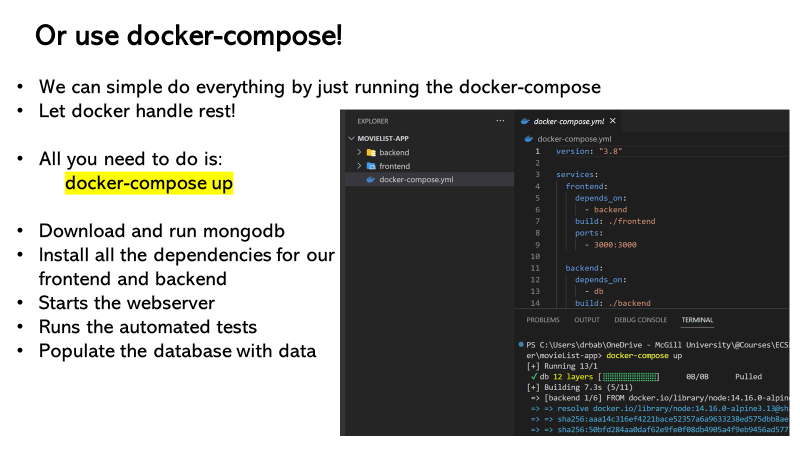 Or use docker-compose!
• We can simple do everything by just running the docker-compose
• Let docker handle rest!
• All you need to do is:
docker-compose up
• Download and run mongodb
• Install all the dependencies for our
frontend and backend
• Starts the webserver
• Runs the automated tests
• Populate the database with data
EXPLORER ···
MOVIELIST-APP
backend
frontend
docker-compose.yml
docker-compose.yml ✕
docker-compose.yml
1 version: "3.8"
2
3 services:
4 frontend:
5 depends_on:
6 - backend
7 build: ./frontend
8 ports:
9 - 3000:3000
10
11 backend:
12 depends_on:
13 - db
14 build: ./backend
PROBLEMS OUTPUT DEBUG CONSOLE TERMINAL
PS C:\Users\drbab\OneDrive - McGill University\@Courses\ECS
er\movieList-app> docker-compose up
[+] Running 13/1
✓ db 12 layers [⣿⣿⣿⣿⣿⣿⣿⣿⣿⣿⣿⣿] 0B/0B Pulled
[+] Building 7.3s (5/11)
=> [backend 1/6] FROM docker.io/library/node:14.16.0-alpin
=> => resolve docker.io/library/node:14.16.0-alpine3.13@sh
=> => sha256:aaa14c316ef4221bace52357a6a9633238ed575dbb8ae
=> => sha256:50bfd284aa0daf62e9fe0f08db4905a4f9eb9456ad577